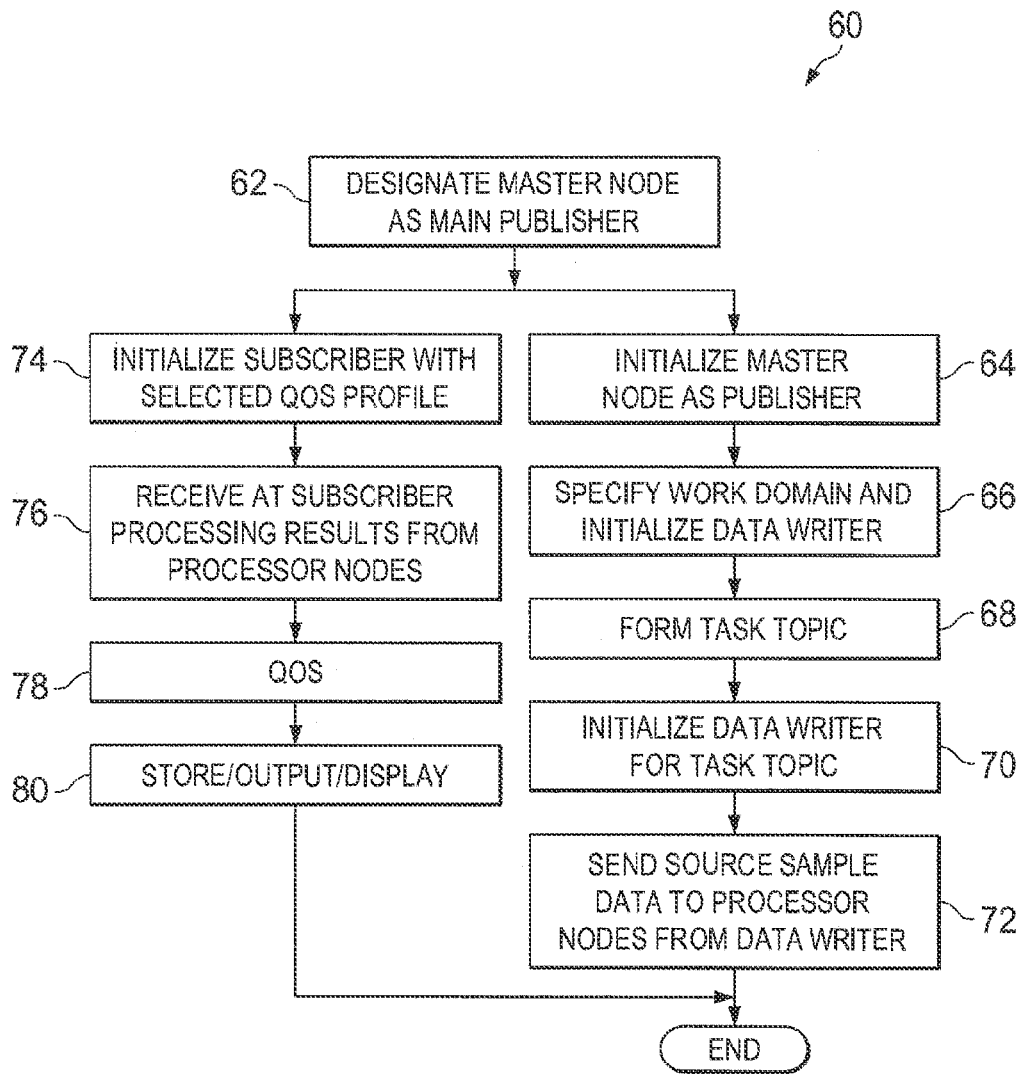 60
62
DESIGNATE MASTER NODE
AS MAIN PUBLISHER
74
INITIALIZE SUBSCRIBER WITH
SELECTED QOS PROFILE
INITIALIZE MASTER
NODE AS PUBLISHER
64
76
RECEIVE AT SUBSCRIBER
PROCESSING RESULTS FROM
PROCESSOR NODES
SPECIFY WORK DOMAIN AND
INITIALIZE DATA WRITER
66
FORM TASK TOPIC
68
78
QOS
INITIALIZE DATA WRITER
FOR TASK TOPIC
70
80
STORE/OUTPUT/DISPLAY
SEND SOURCE SAMPLE
DATA TO PROCESSOR
NODES FROM DATA WRITER
72
END